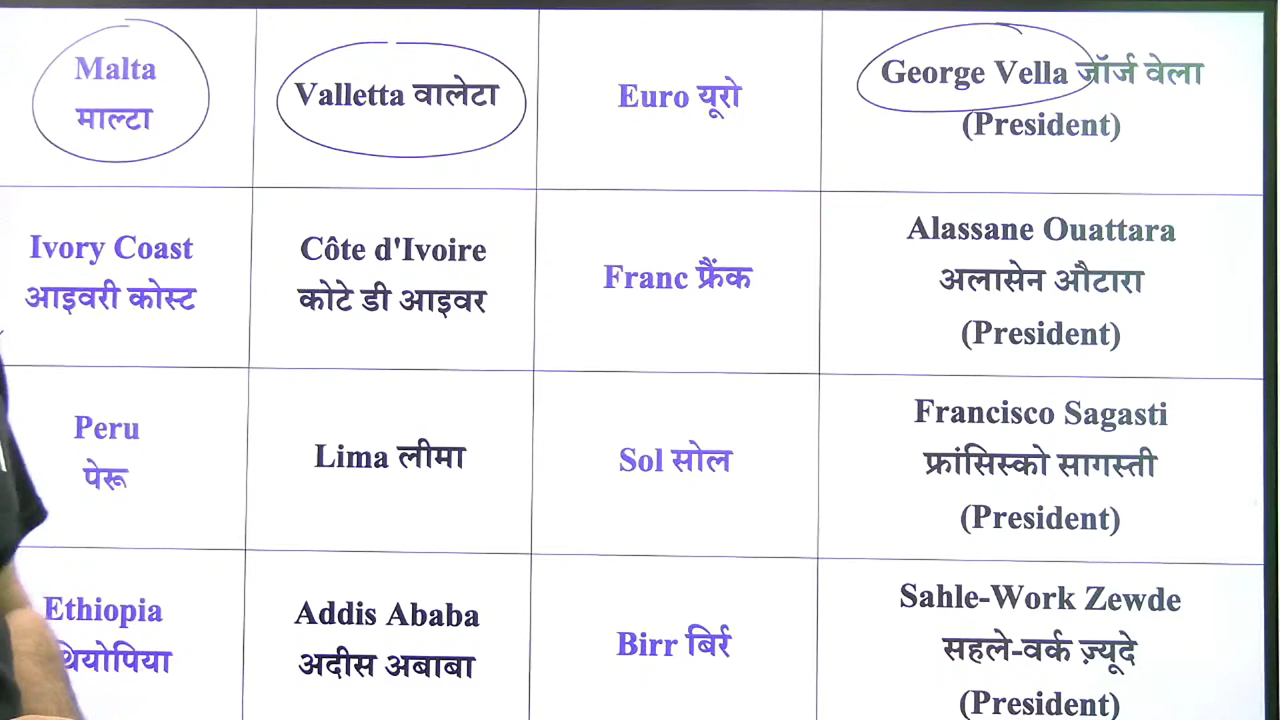 Malta
माल्टा
Valletta वालेटा
Euro यूरो
George Vella जॉर्ज वेला
(President)
Ivory Coast
आइवरी कोस्ट
Côte d'Ivoire
कोटे डी आइवर
Franc फ्रैंक
Alassane Ouattara
अलासेन औटारा
(President)
Peru
पेरू
Lima लीमा
Sol सोल
Francisco Sagasti
फ्रांसिस्को सागस्ती
(President)
Ethiopia
थियोपिया
Addis Ababa
अदीस अबाबा
Birr बिर्र
Sahle-Work Zewde
सहले-वर्क ज़्यूदे
(President)